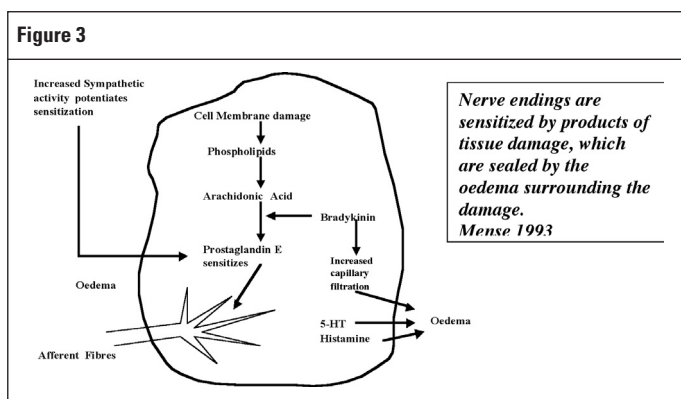 Figure 3
Increased Sympathetic
activity potentiates
sensitization
Cell Membrane damage
Phospholipids
Arachidonic Acid
Bradykinin
Prostaglandin E
sensitizes
Increased
capillary
filtration
Oedema
5-HT
Histamine
Oedema
Afferent Fibres
Nerve endings are
sensitized by products of
tissue damage, which
are sealed by the
oedema surrounding the
damage.
Mense 1993